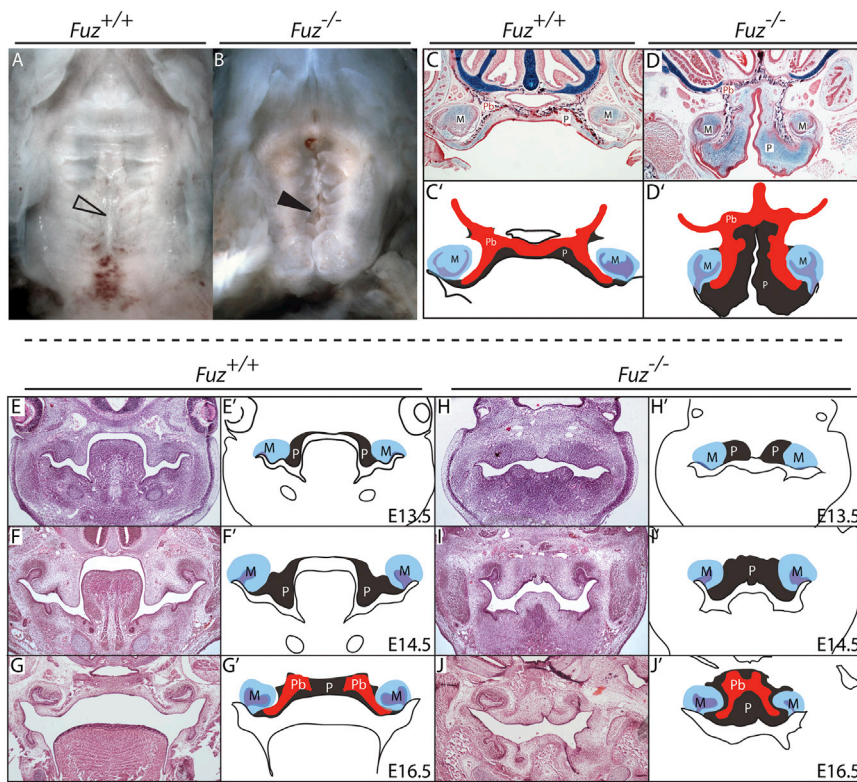 Fuz+/+ Fuz-/- Fuz+/+ Fuz-/-
A B C D
Pb M M P
Pb M M P
C' D'
Pb M P M
Pb M M P
Fuz+/+ Fuz-/-
E E' H H'
M P P M
M P P M
E13.5 E13.5
F F' I I'
M P P M
M P M
E14.5 E14.5
G G' J J'
M Pb P Pb M
Pb M M P
E16.5 E16.5